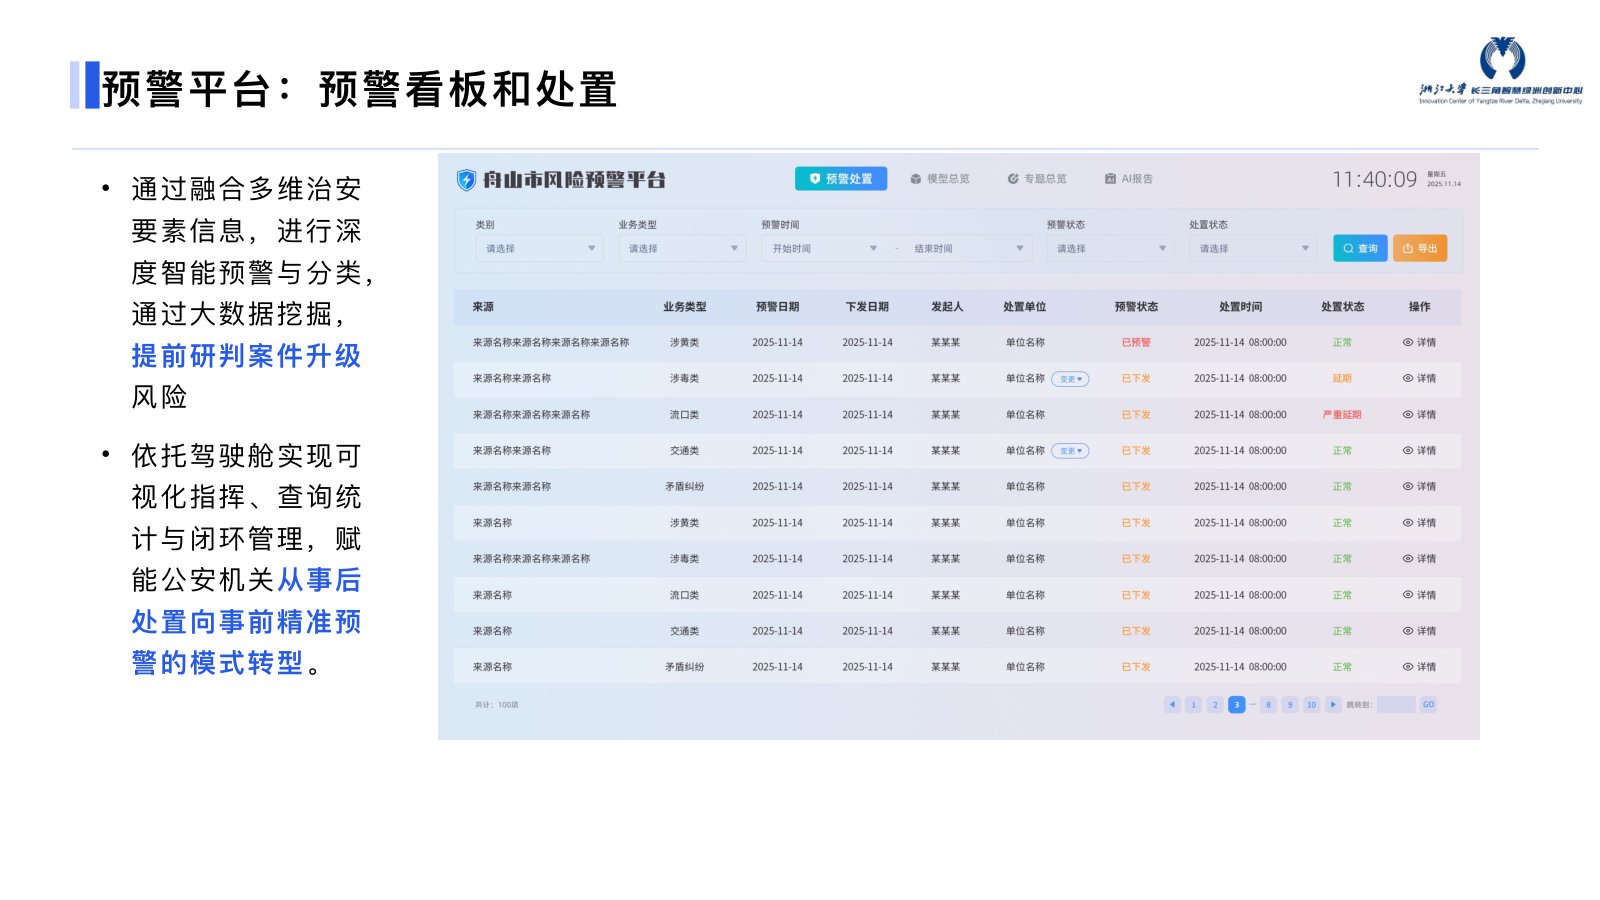 预警平台：预警看板和处置
浙江大学 长三角智慧绿洲创新中心
Innovation Center of Yangtze River Delta, Zhejiang University
• 通过融合多维治安
要素信息，进行深
度智能预警与分类，
通过大数据挖掘，
提前研判案件升级
风险
• 依托驾驶舱实现可
视化指挥、查询统
计与闭环管理，赋
能公安机关从事后
处置向事前精准预
警的模式转型。
舟山市风险预警平台 预警处置 模型总览 专题总览 AI报告 11:40:09 星期五 2025.11.14
类别 业务类型 预警时间 预警状态 处置状态
请选择 请选择 开始时间 - 结束时间 请选择 请选择 查询 导出
来源 业务类型 预警日期 下发日期 发起人 处置单位 预警状态 处置时间 处置状态 操作
来源名称来源名称来源名称来源名称 涉黄类 2025-11-14 2025-11-14 某某某 单位名称 已预警 2025-11-14 08:00:00 正常 详情
来源名称来源名称 涉毒类 2025-11-14 2025-11-14 某某某 单位名称 变更 已下发 2025-11-14 08:00:00 延期 详情
来源名称来源名称来源名称 流口类 2025-11-14 2025-11-14 某某某 单位名称 已下发 2025-11-14 08:00:00 严重延期 详情
来源名称来源名称 交通类 2025-11-14 2025-11-14 某某某 单位名称 变更 已下发 2025-11-14 08:00:00 正常 详情
来源名称来源名称 矛盾纠纷 2025-11-14 2025-11-14 某某某 单位名称 已下发 2025-11-14 08:00:00 正常 详情
来源名称 涉黄类 2025-11-14 2025-11-14 某某某 单位名称 已下发 2025-11-14 08:00:00 正常 详情
来源名称来源名称来源名称 涉毒类 2025-11-14 2025-11-14 某某某 单位名称 已下发 2025-11-14 08:00:00 正常 详情
来源名称 流口类 2025-11-14 2025-11-14 某某某 单位名称 已下发 2025-11-14 08:00:00 正常 详情
来源名称 交通类 2025-11-14 2025-11-14 某某某 单位名称 已下发 2025-11-14 08:00:00 正常 详情
来源名称 矛盾纠纷 2025-11-14 2025-11-14 某某某 单位名称 已下发 2025-11-14 08:00:00 正常 详情
共计：100项 1 2 3 ··· 8 9 10 跳转到： GO